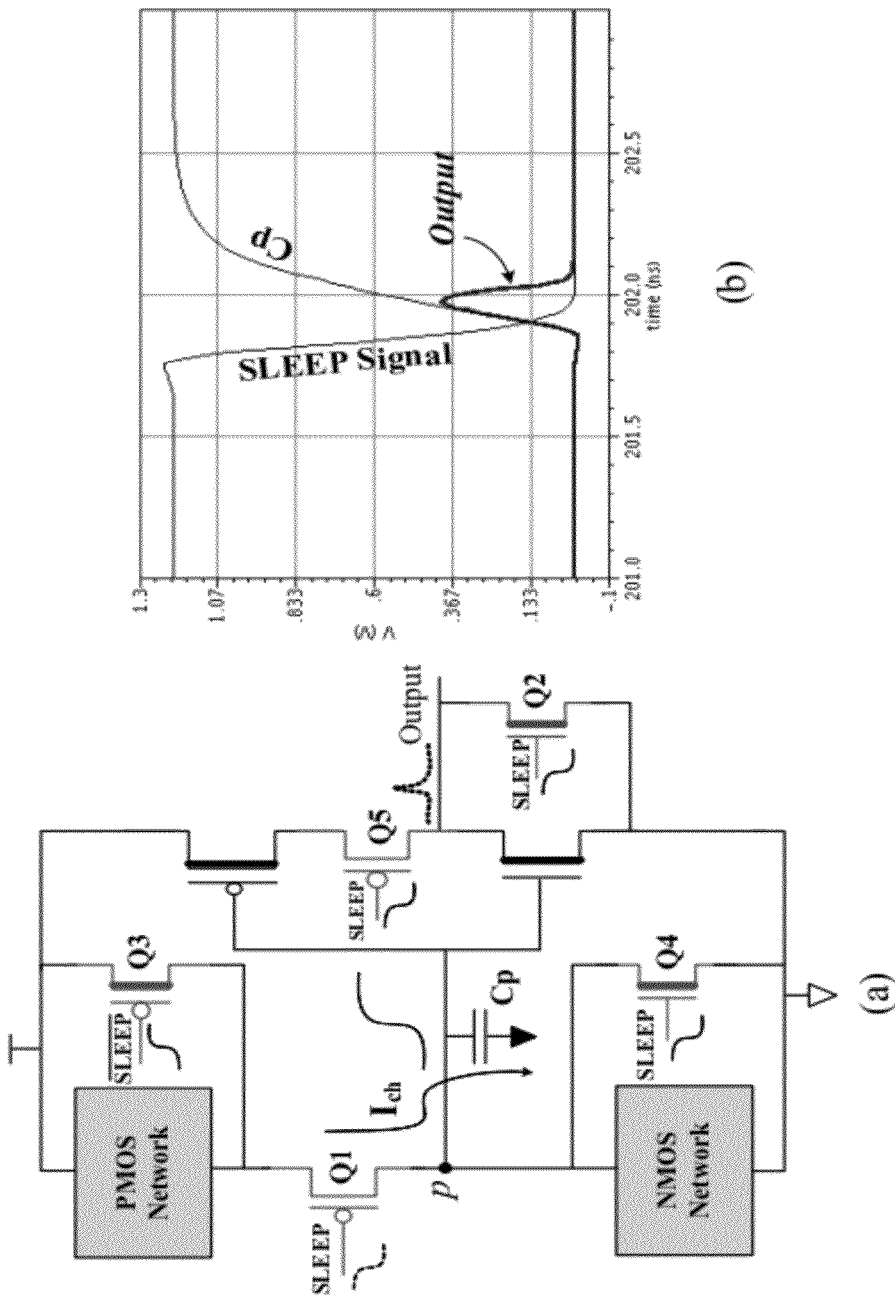 PMOS
Network
SLEEP
Q3
SLEEP
Q1
I_ch
p
Cp
SLEEP
Q5
Output
SLEEP
Q2
NMOS
Network
SLEEP
Q4
(a)
1.3
1.07
.833
.6
.367
.133
-.1
V (V)
201.0
201.5
202.0
202.5
time (ns)
SLEEP Signal
Cp
Output
(b)